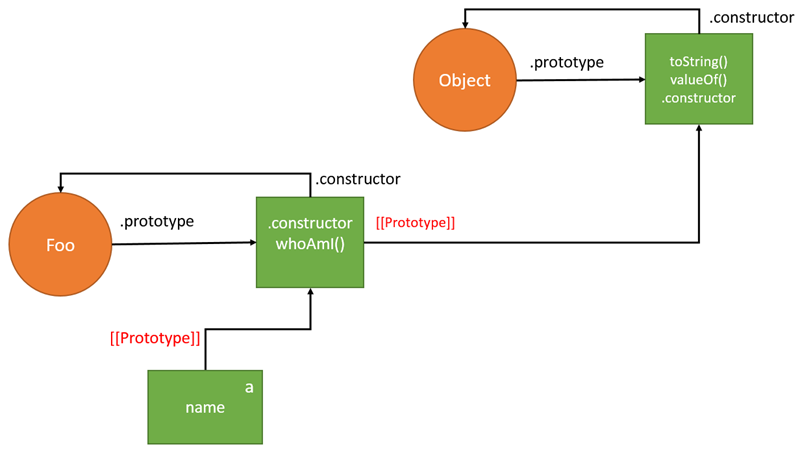 .constructor
Object
.prototype
toString()
valueOf()
.constructor
.constructor
Foo
.prototype
.constructor
whoAmI()
[[Prototype]]
[[Prototype]]
a
name